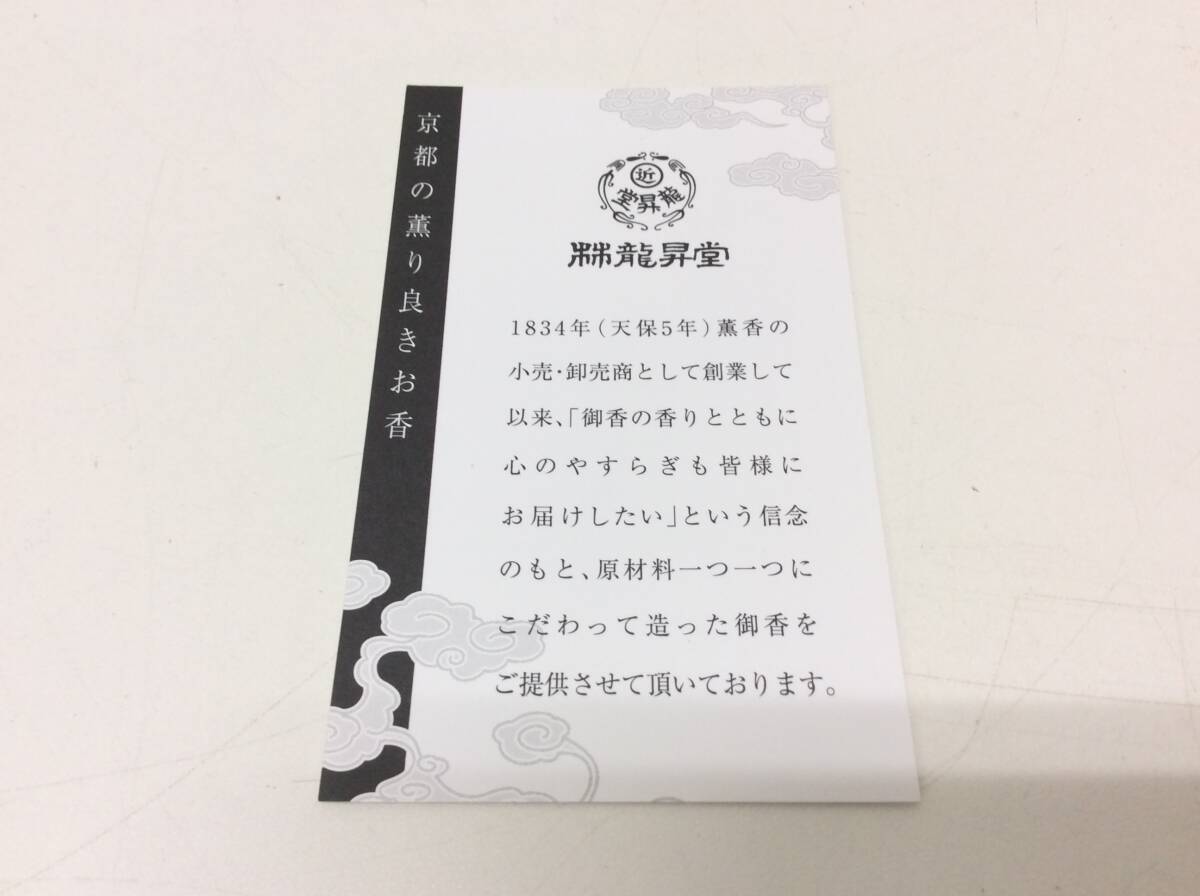 京都の薫り良きお香
近
龍昇堂
林龍昇堂
1834年（天保5年）薫香の
小売・卸売商として創業して
以来、「御香の香りとともに
心のやすらぎも皆様に
お届けしたい」という信念
のもと、原材料一つ一つに
こだわって造った御香を
ご提供させて頂いております。